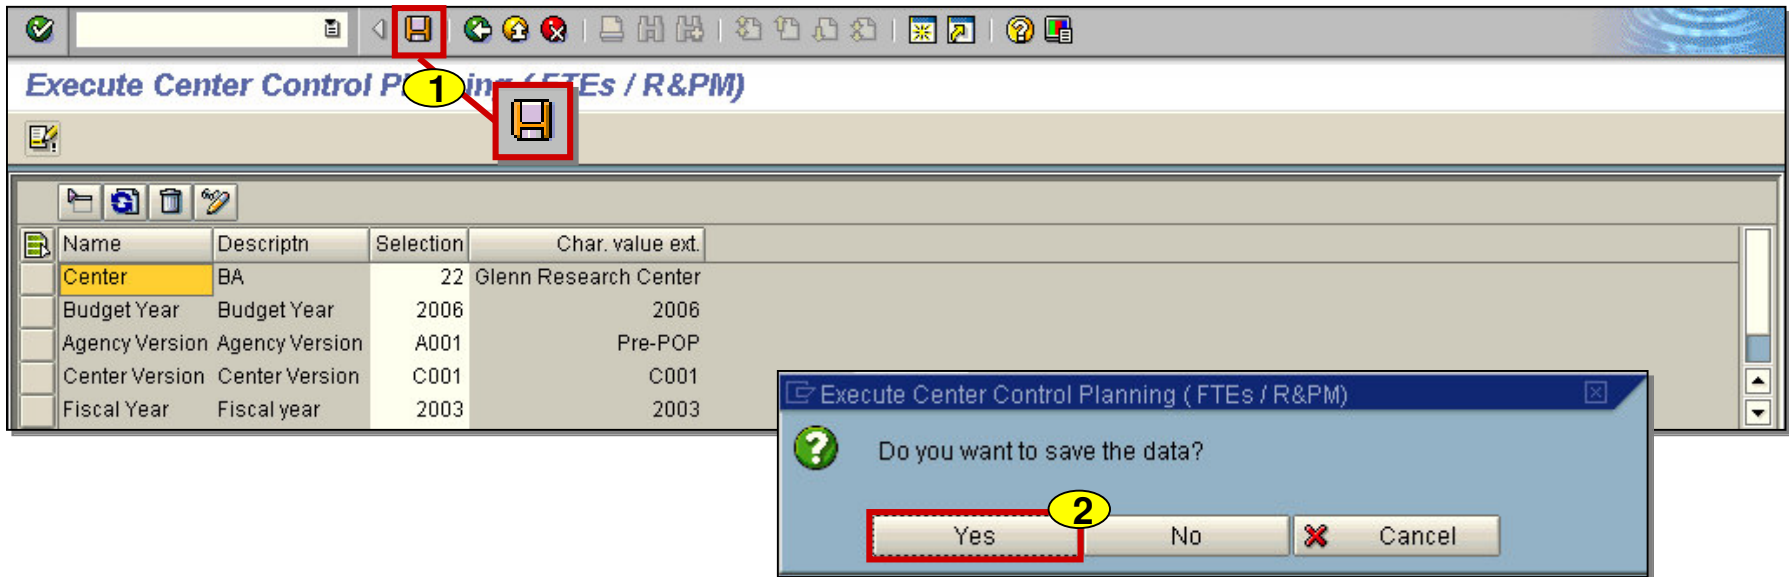 Execute Center Control P ing ( FTEs / R&PM)
1
Name Descriptn Selection Char. value ext.
Center BA 22 Glenn Research Center
Budget Year Budget Year 2006 2006
Agency Version Agency Version A001 Pre-POP
Center Version Center Version C001 C001
Fiscal Year Fiscal year 2003 2003
Execute Center Control Planning ( FTEs / R&PM)
Do you want to save the data?
2
Yes No Cancel